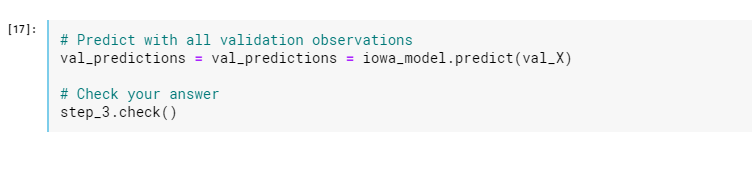 [17]:
# Predict with all validation observations
val_predictions = val_predictions = iowa_model.predict(val_X)
# Check your answer
step_3.check()